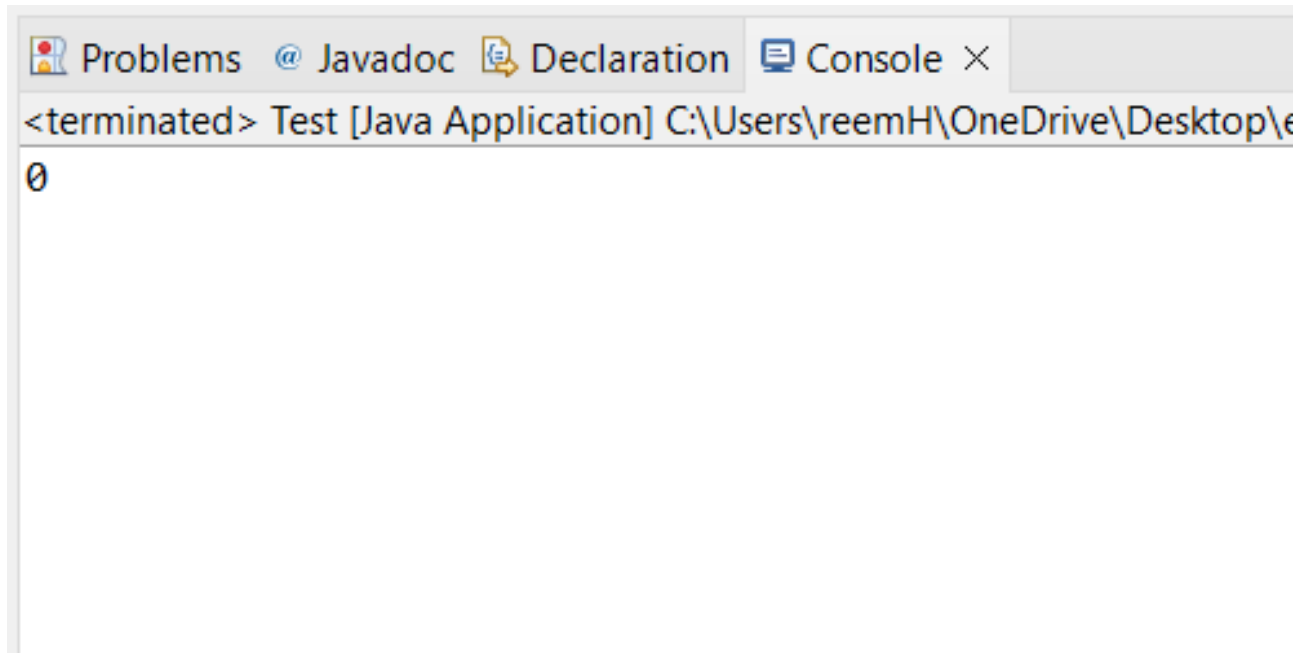 Problems @ Javadoc Declaration Console
<terminated> Test [Java Application] C:\Users\reemH\OneDrive\Desktop\e
0